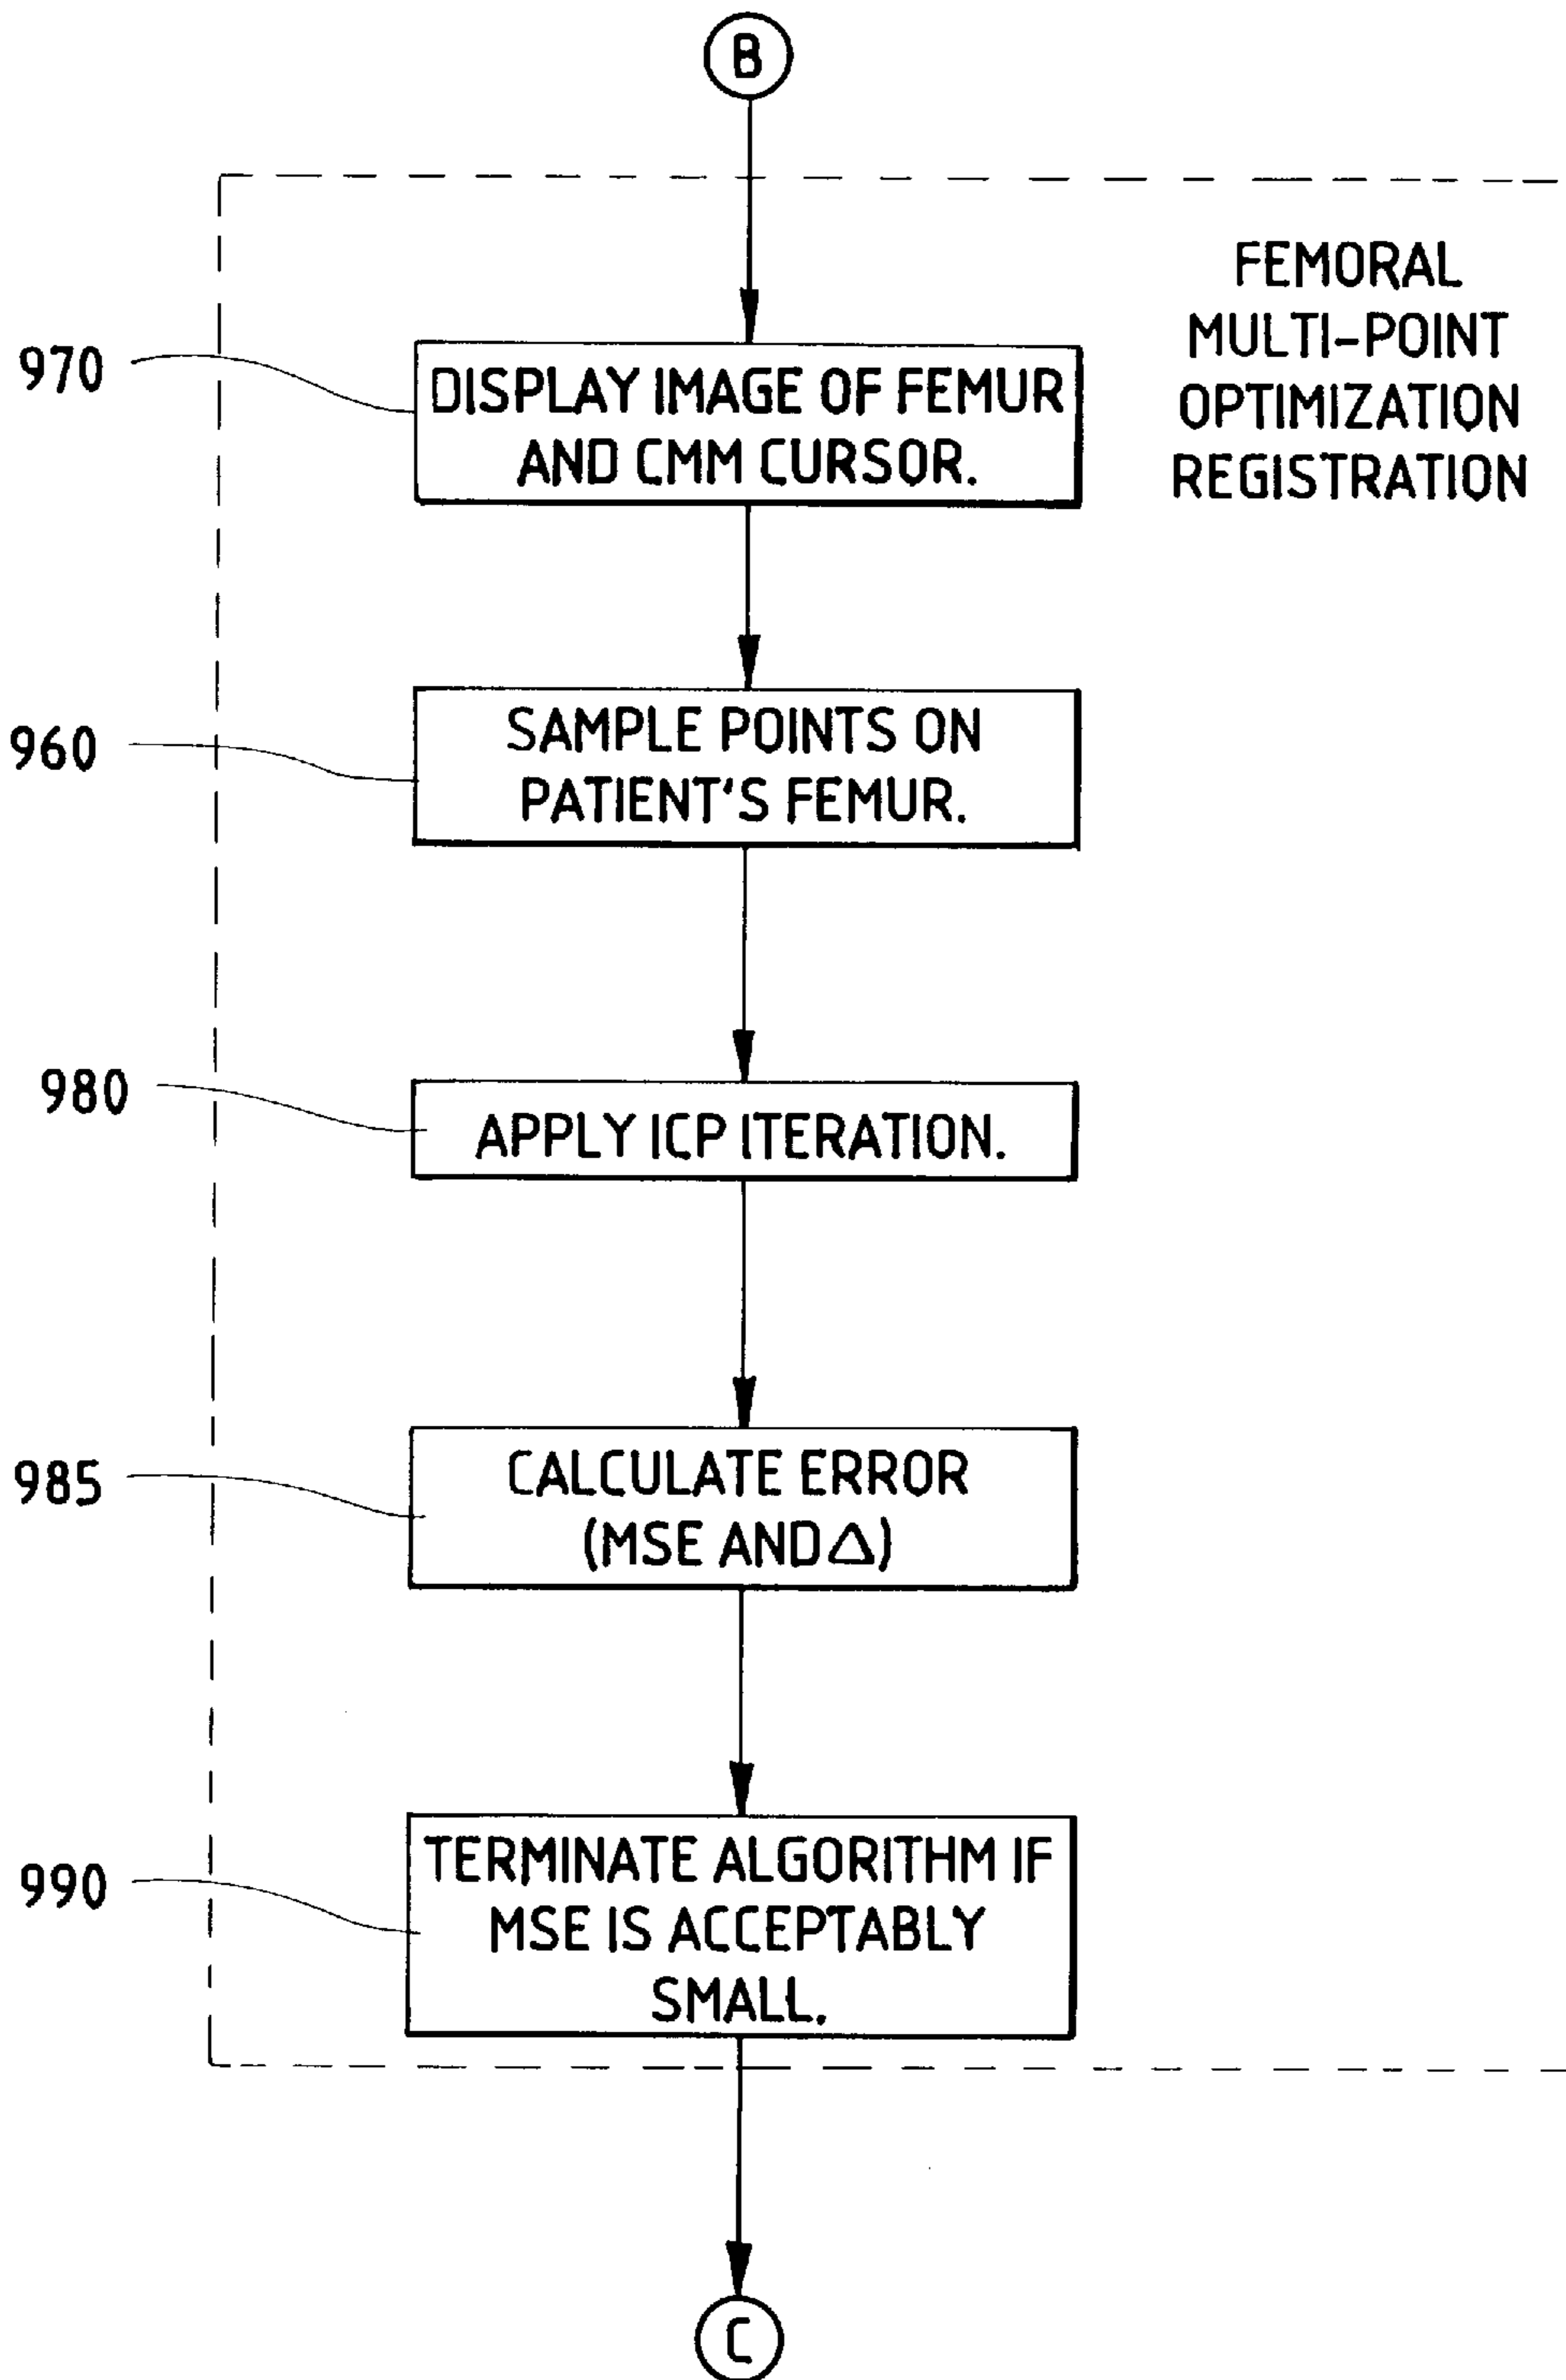 B
FEMORAL
MULTI-POINT
OPTIMIZATION
REGISTRATION
970
DISPLAY IMAGE OF FEMUR
AND CMM CURSOR.
960
SAMPLE POINTS ON
PATIENT'S FEMUR.
980
APPLY ICP ITERATION.
985
CALCULATE ERROR
(MSE AND Δ)
990
TERMINATE ALGORITHM IF
MSE IS ACCEPTABLY
SMALL.
C